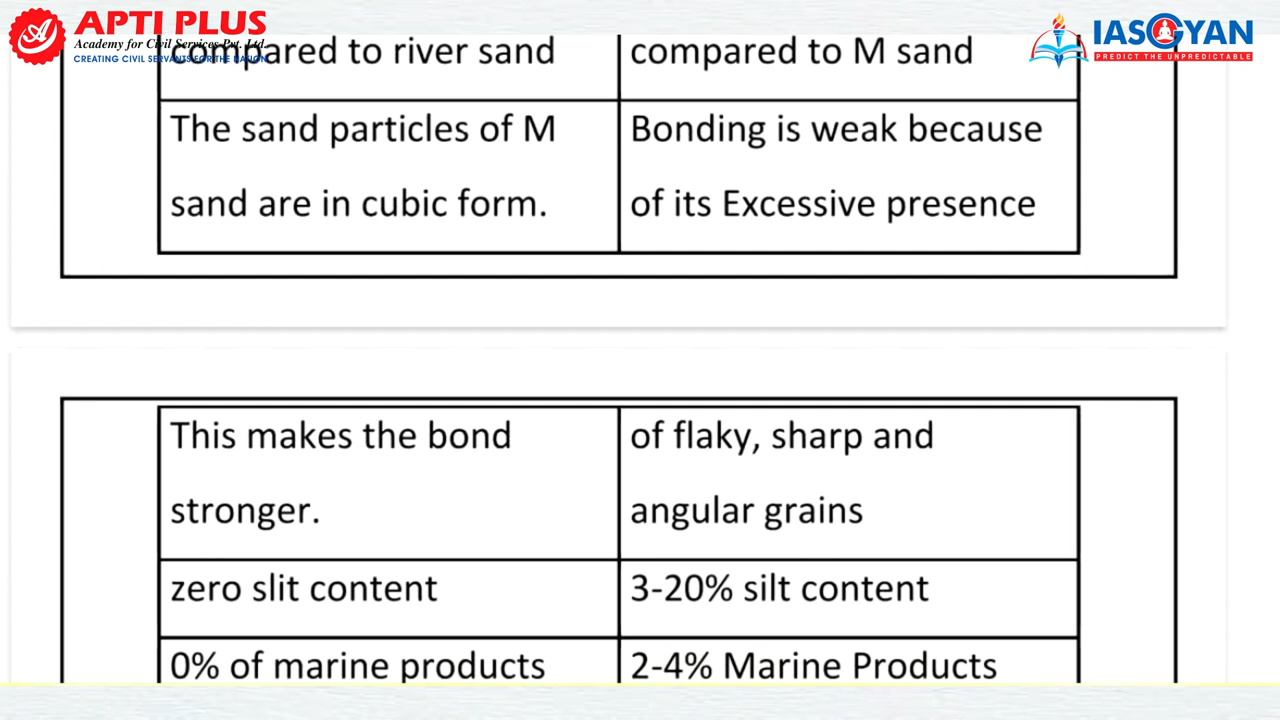 APTI PLUS
Academy for Civil Services Pvt. Ltd.
CREATING CIVIL SERVANTS FOR THE NATION
IASGYAN
PREDICT THE UNPREDICTABLE
compared to river sand
compared to M sand
The sand particles of M
sand are in cubic form.
Bonding is weak because
of its Excessive presence
This makes the bond
stronger.
of flaky, sharp and
angular grains
zero slit content
3-20% silt content
0% of marine products
2-4% Marine Products